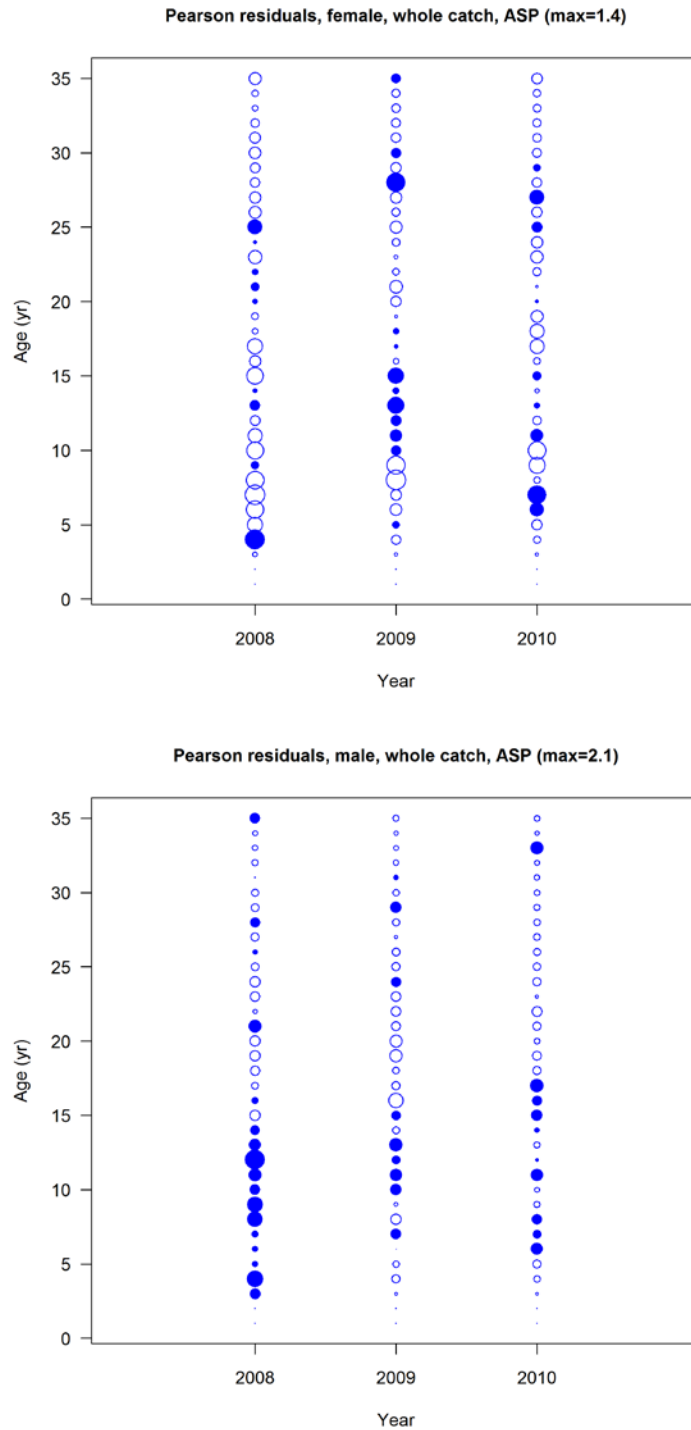 Pearson residuals, female, whole catch, ASP (max=1.4)
35
30
25
20
15
10
5
0
Age (yr)
2008 2009 2010
Year
Pearson residuals, male, whole catch, ASP (max=2.1)
35
30
25
20
15
10
5
0
Age (yr)
2008 2009 2010
Year